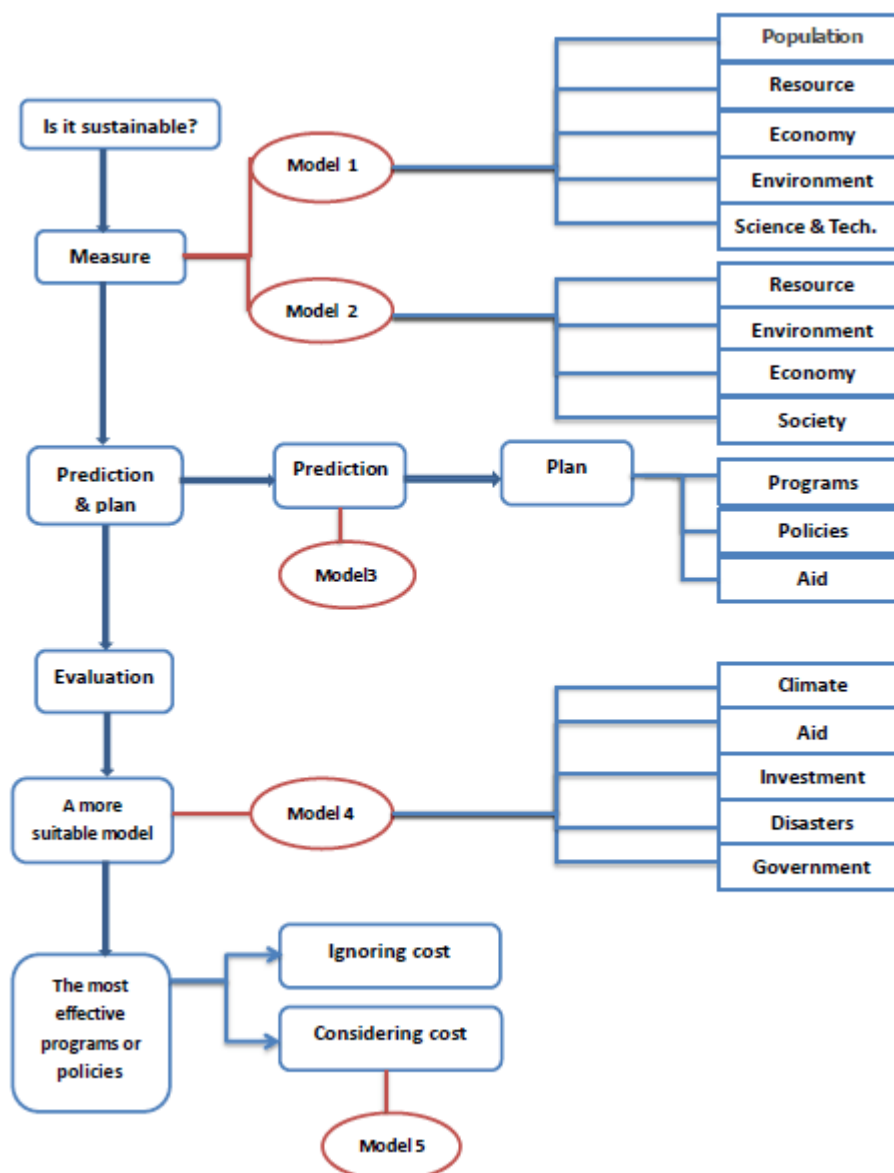 Population
Resource
Is it sustainable?
Economy
Model 1
Environment
Science & Tech.
Measure
Resource
Model 2
Environment
Economy
Society
Prediction
& plan
Prediction
Plan
Programs
Policies
Model3
Aid
Evaluation
Climate
Aid
Investment
A more
suitable model
Model 4
Disasters
Government
The most
effective
programs or
policies
Ignoring cost
Considering cost
Model 5